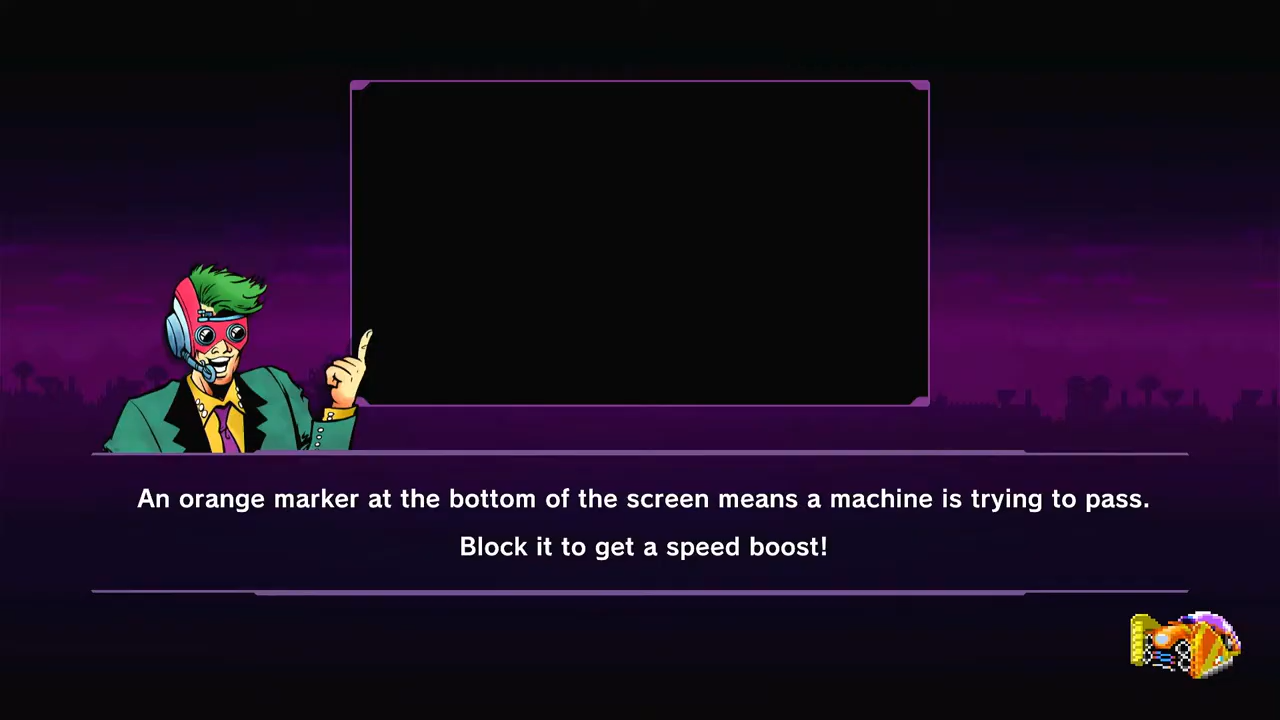 An orange marker at the bottom of the screen means a machine is trying to pass.
Block it to get a speed boost!